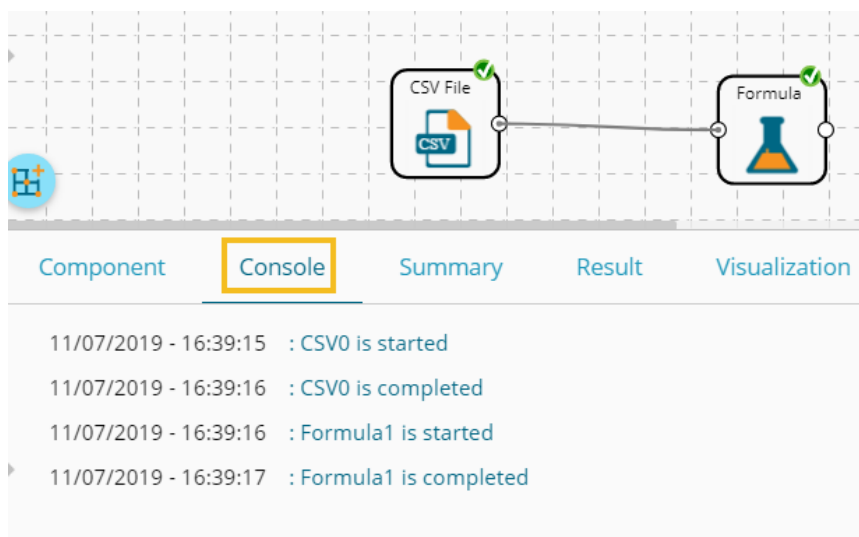 CSV File
Formula
CSV
Component Console Summary Result Visualization
11/07/2019 - 16:39:15 : CSV0 is started
11/07/2019 - 16:39:16 : CSV0 is completed
11/07/2019 - 16:39:16 : Formula1 is started
11/07/2019 - 16:39:17 : Formula1 is completed